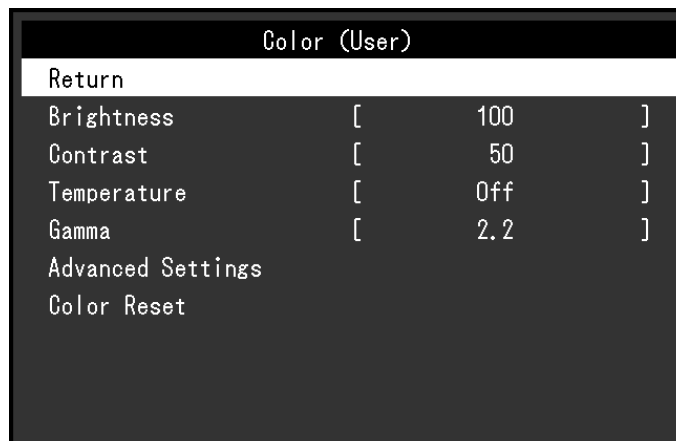 Color (User)
Return
Brightness [ 100 ]
Contrast [ 50 ]
Temperature [ Off ]
Gamma [ 2.2 ]
Advanced Settings
Color Reset